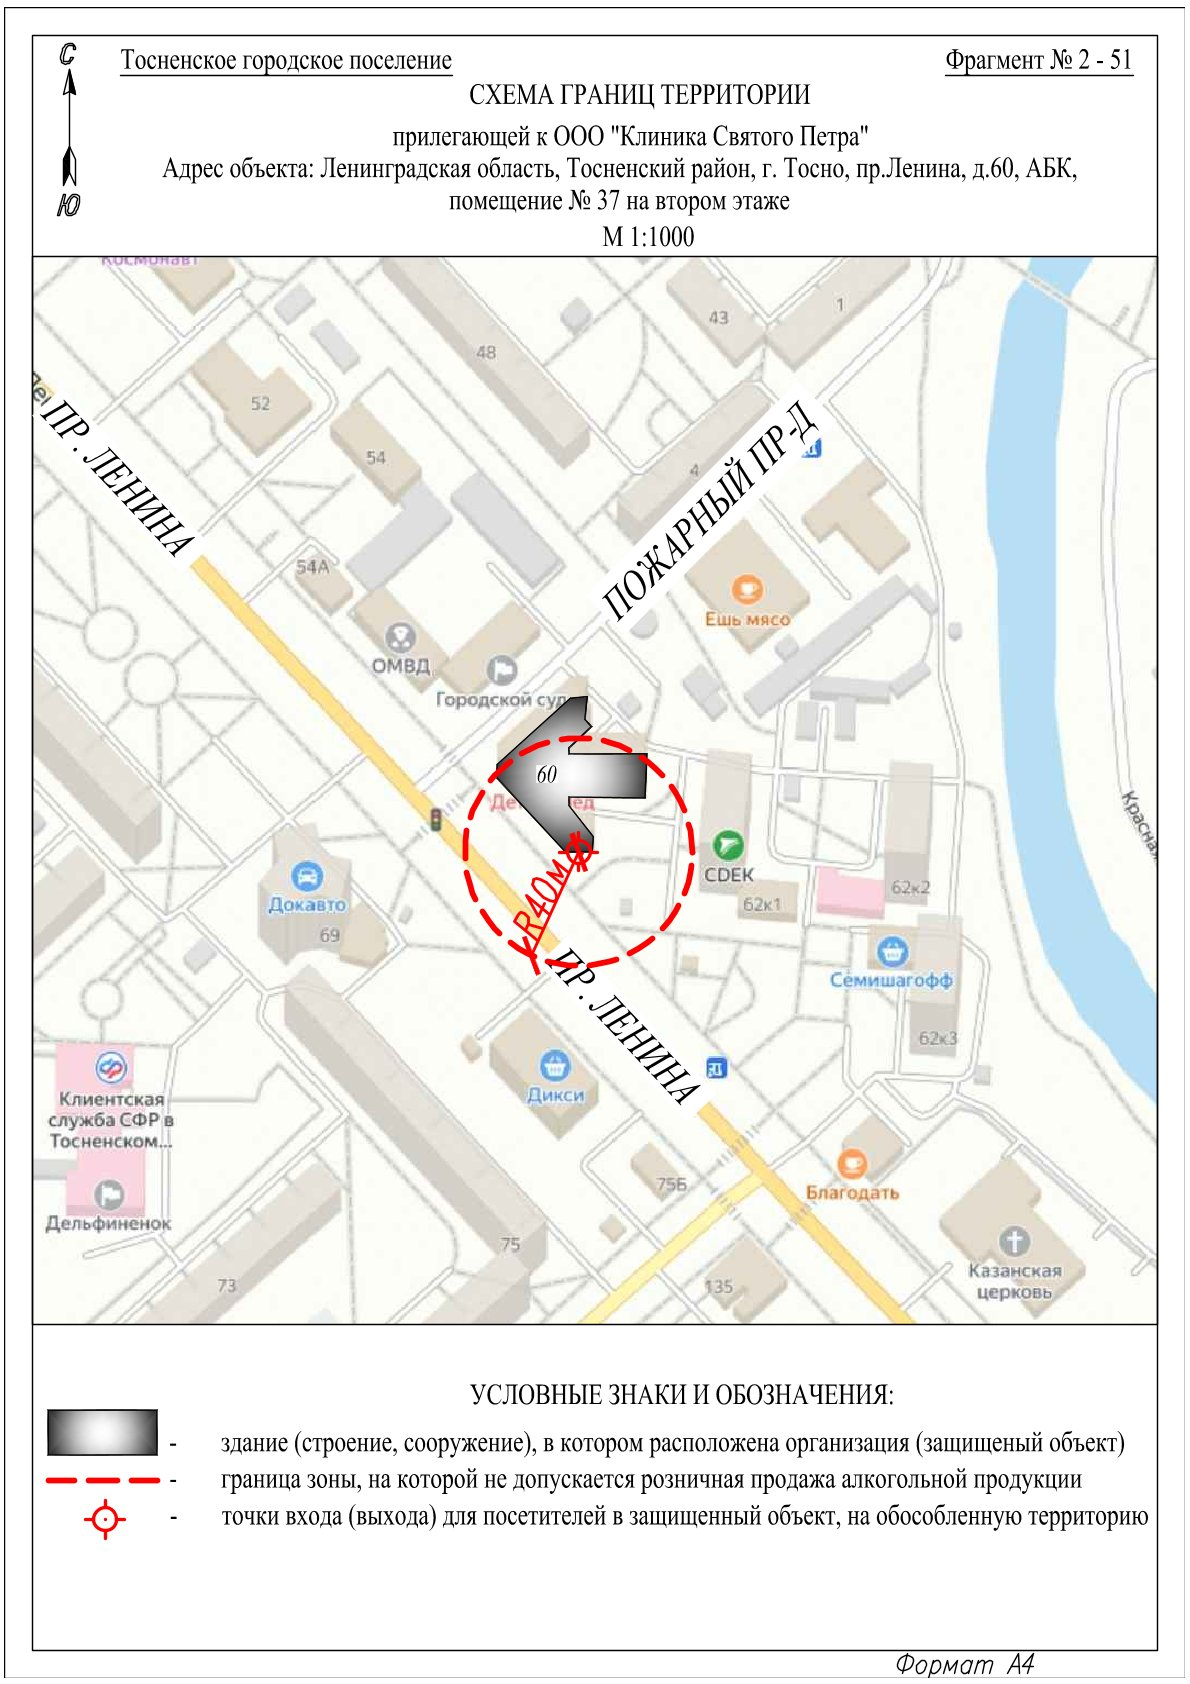 С
Ю
Тосненское городское поселение
Фрагмент № 2 - 51
СХЕМА ГРАНИЦ ТЕРРИТОРИИ
прилегающей к ООО "Клиника Святого Петра"
Адрес объекта: Ленинградская область, Тосненский район, г. Тосно, пр.Ленина, д.60, АБК,
помещение № 37 на втором этаже
М 1:1000
Космонавт
43
1
48
52
ПР. ЛЕНИНА
54
4
ПОЖАРНЫЙ ПР-Д
54А
Ешь мясо
ОМВД
Городской суд
60
R40м
CDEK
62к1
62к2
Докавто
69
Семишагофф
62к3
ПР. ЛЕНИНА
Дикси
Клиентская
служба СФР в
Тосненском...
Дельфиненок
75Б
Благодать
75
73
135
Казанская
церковь
УСЛОВНЫЕ ЗНАКИ И ОБОЗНАЧЕНИЯ:
- здание (строение, сооружение), в котором расположена организация (защищеный объект)
- граница зоны, на которой не допускается розничная продажа алкогольной продукции
- точки входа (выхода) для посетителей в защищенный объект, на обособленную территорию
Формат А4